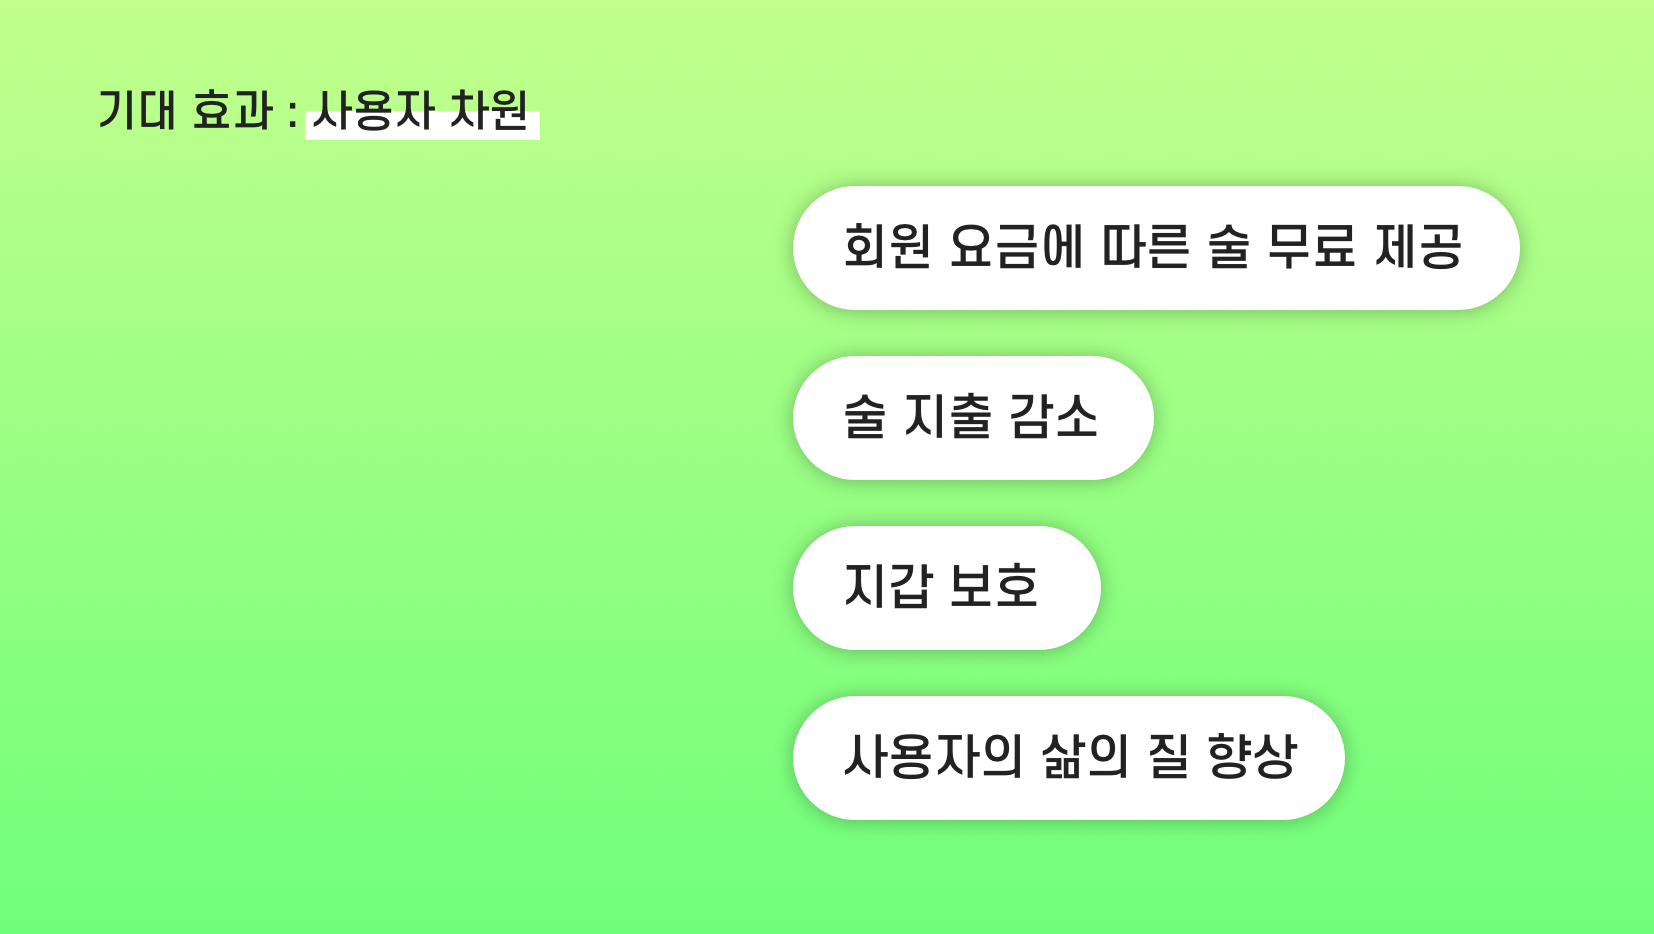 기대 효과 : 사용자 차원
회원 요금에 따른 술 무료 제공
술 지출 감소
지갑 보호
사용자의 삶의 질 향상